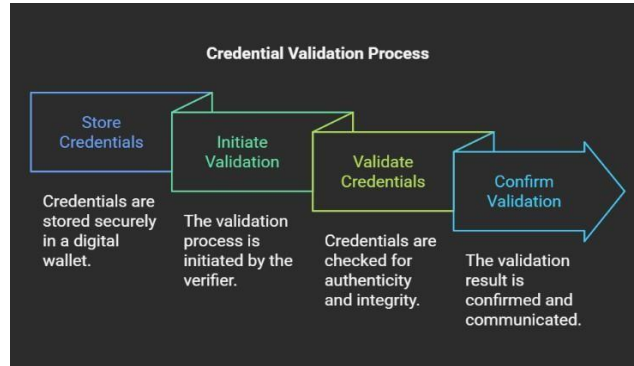 Credential Validation Process
Store
Credentials
Initiate
Validation
Validate
Credentials
Confirm
Validation
Credentials are
stored securely
in a digital
wallet.
The validation
process is
initiated by the
verifier.
Credentials are
checked for
authenticity
and integrity.
The validation
result is
confirmed and
communicated.